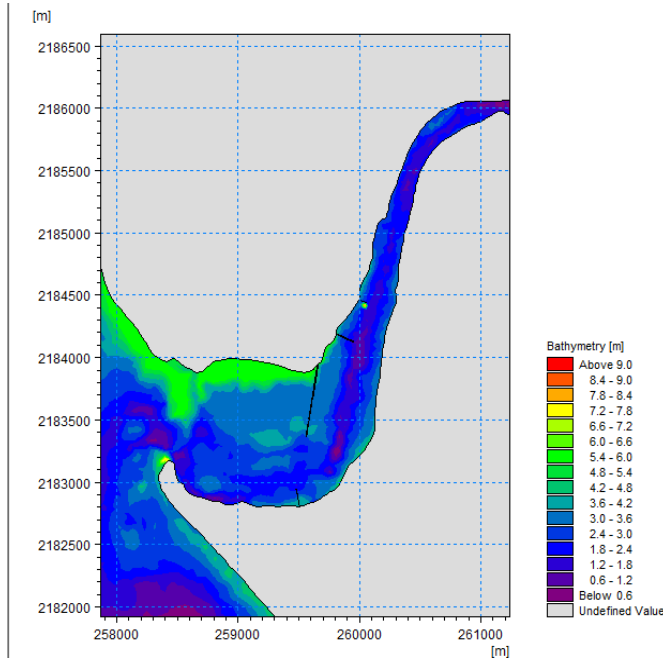 [m]
2186500
2186000
2185500
2185000
2184500
2184000
2183500
2183000
2182500
2182000
258000 259000 260000 261000
[m]
Bathymetry [m]
Above 9.0
8.4 - 9.0
7.8 - 8.4
7.2 - 7.8
6.6 - 7.2
6.0 - 6.6
5.4 - 6.0
4.8 - 5.4
4.2 - 4.8
3.6 - 4.2
3.0 - 3.6
2.4 - 3.0
1.8 - 2.4
1.2 - 1.8
0.6 - 1.2
Below 0.6
Undefined Value